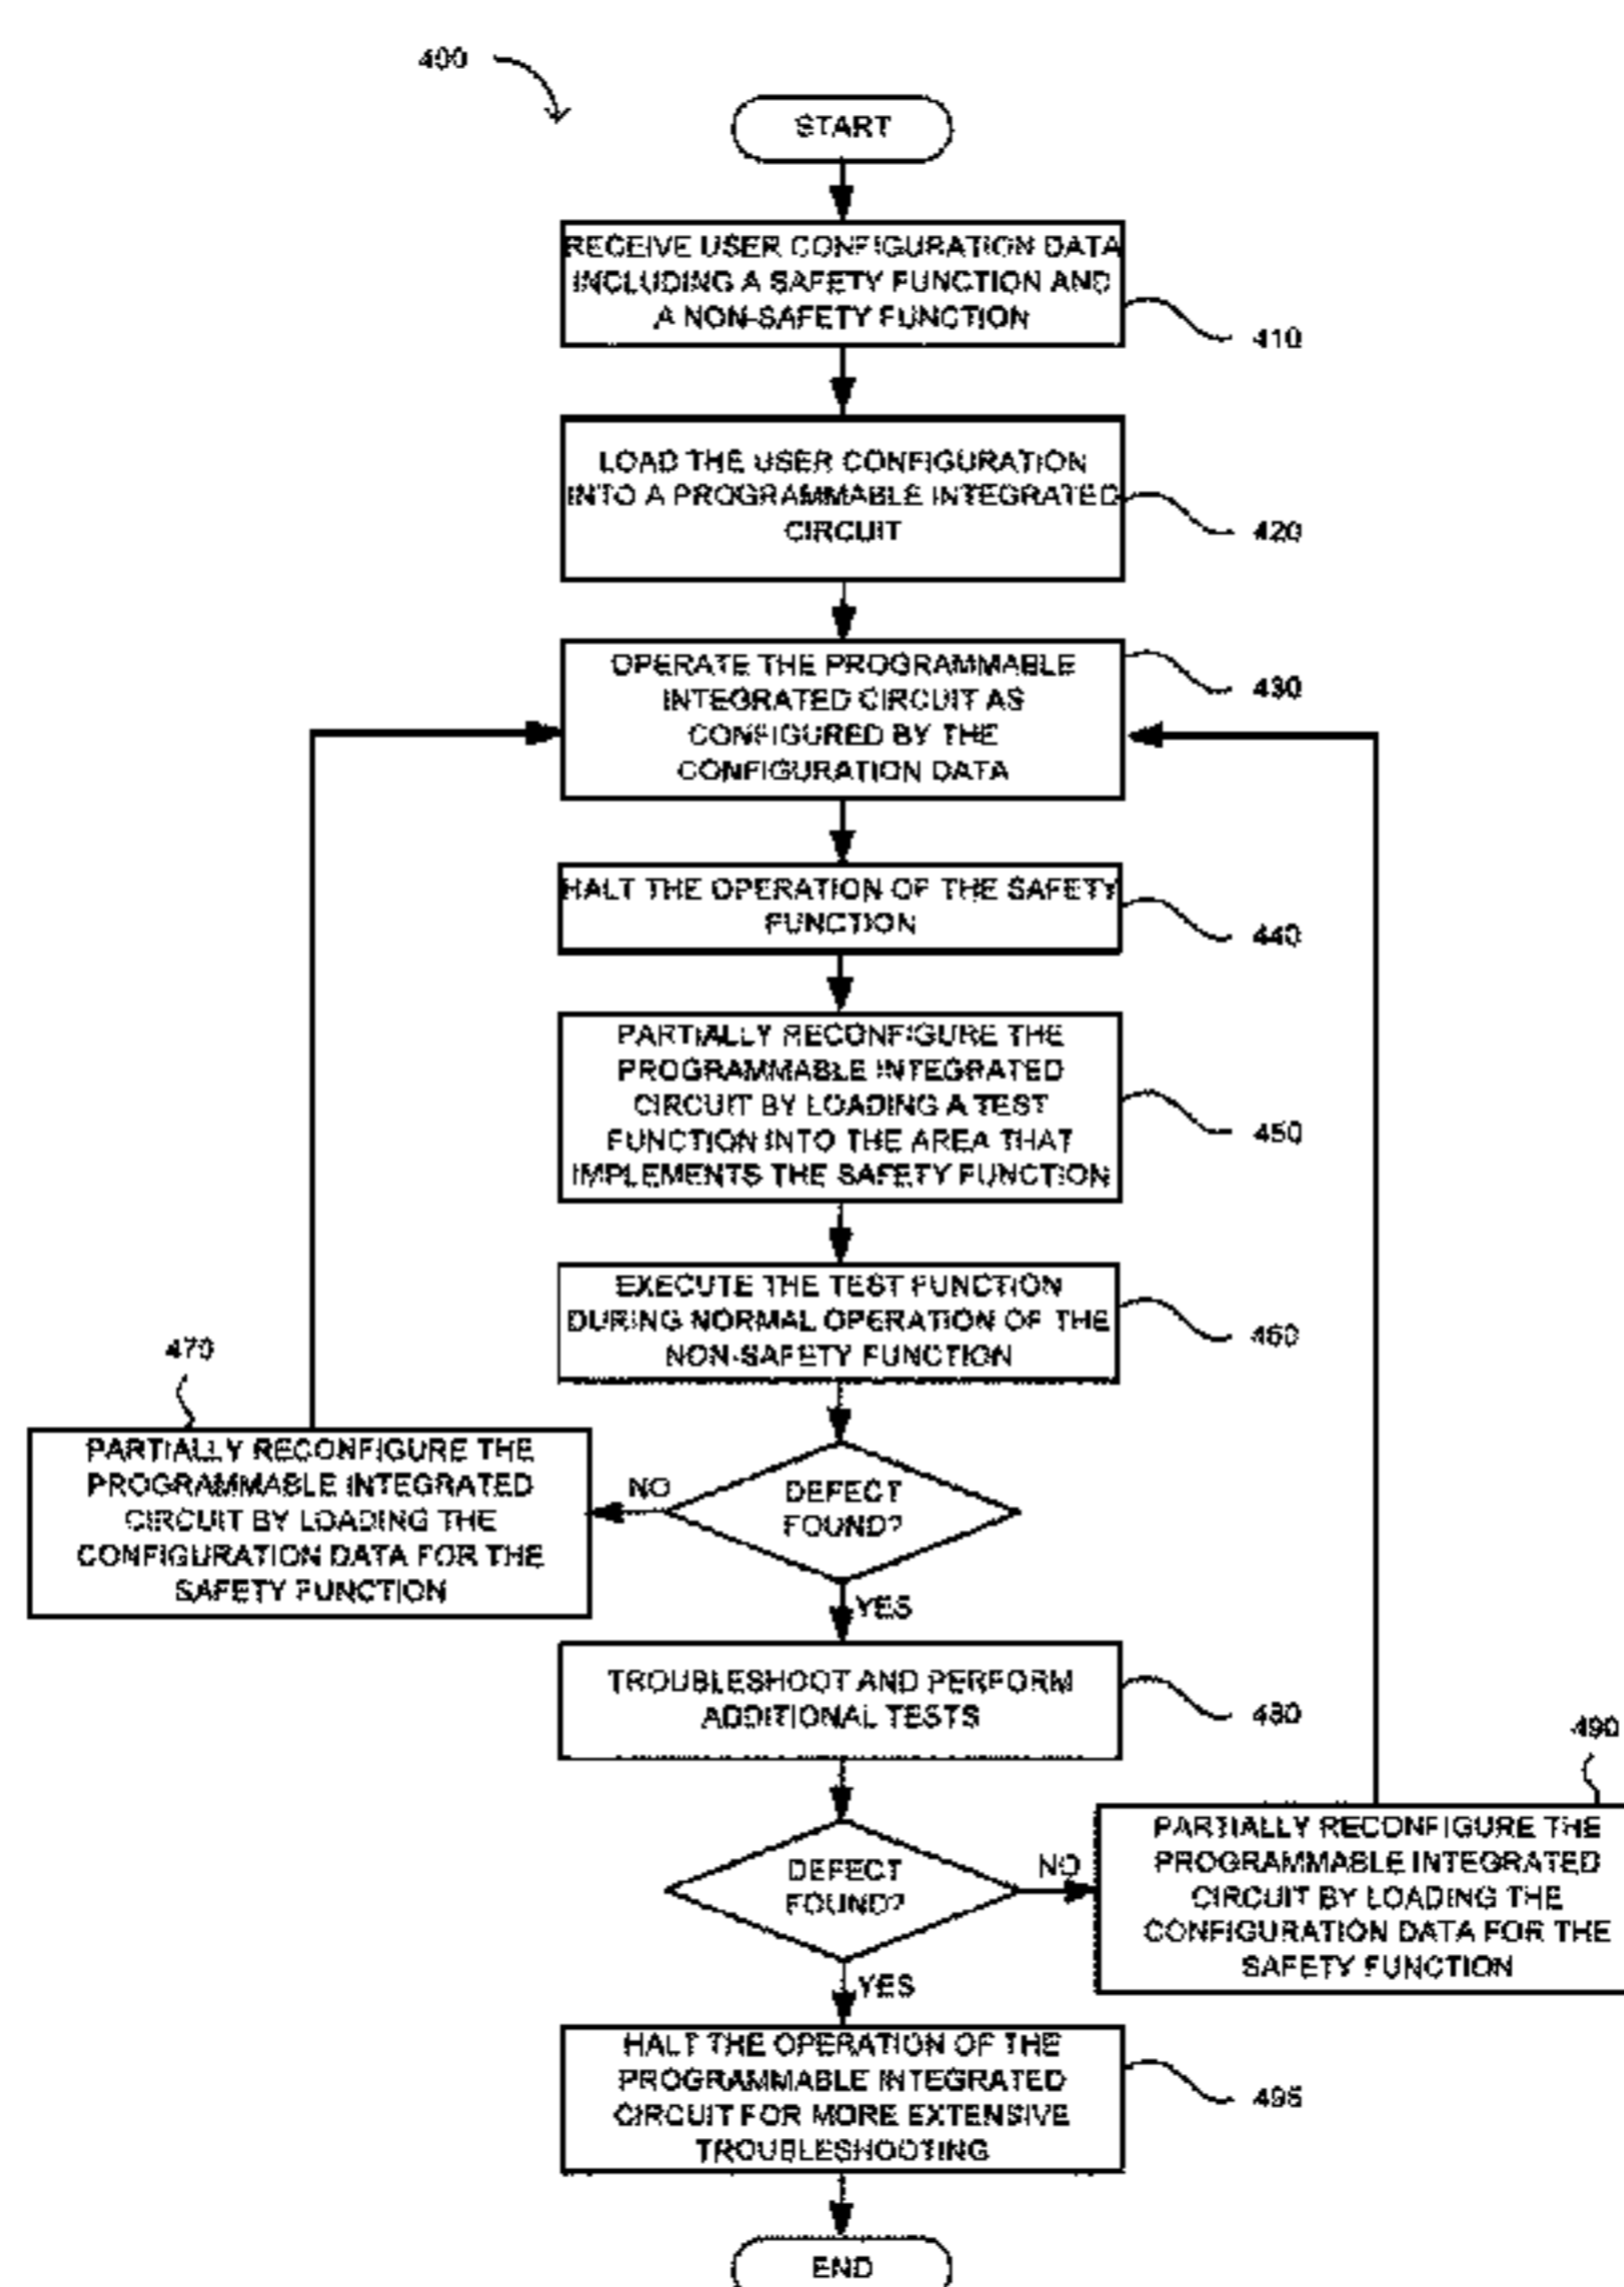 400
START
RECEIVE USER CONFIGURATION DATA
INCLUDING A SAFETY FUNCTION AND
A NON-SAFETY FUNCTION
410
LOAD THE USER CONFIGURATION
INTO A PROGRAMMABLE INTEGRATED
CIRCUIT
420
OPERATE THE PROGRAMMABLE
INTEGRATED CIRCUIT AS
CONFIGURED BY THE
CONFIGURATION DATA
430
HALT THE OPERATION OF THE SAFETY
FUNCTION
440
PARTIALLY RECONFIGURE THE
PROGRAMMABLE INTEGRATED
CIRCUIT BY LOADING A TEST
FUNCTION INTO THE AREA THAT
IMPLEMENTS THE SAFETY FUNCTION
450
EXECUTE THE TEST FUNCTION
DURING NORMAL OPERATION OF THE
NON-SAFETY FUNCTION
460
470
PARTIALLY RECONFIGURE THE
PROGRAMMABLE INTEGRATED
CIRCUIT BY LOADING THE
CONFIGURATION DATA FOR THE
SAFETY FUNCTION
NO
DEFECT
FOUND?
YES
TROUBLESHOOT AND PERFORM
ADDITIONAL TESTS
480
490
DEFECT
FOUND?
NO
PARTIALLY RECONFIGURE THE
PROGRAMMABLE INTEGRATED
CIRCUIT BY LOADING THE
CONFIGURATION DATA FOR THE
SAFETY FUNCTION
YES
HALT THE OPERATION OF THE
PROGRAMMABLE INTEGRATED
CIRCUIT FOR MORE EXTENSIVE
TROUBLESHOOTING
495
END